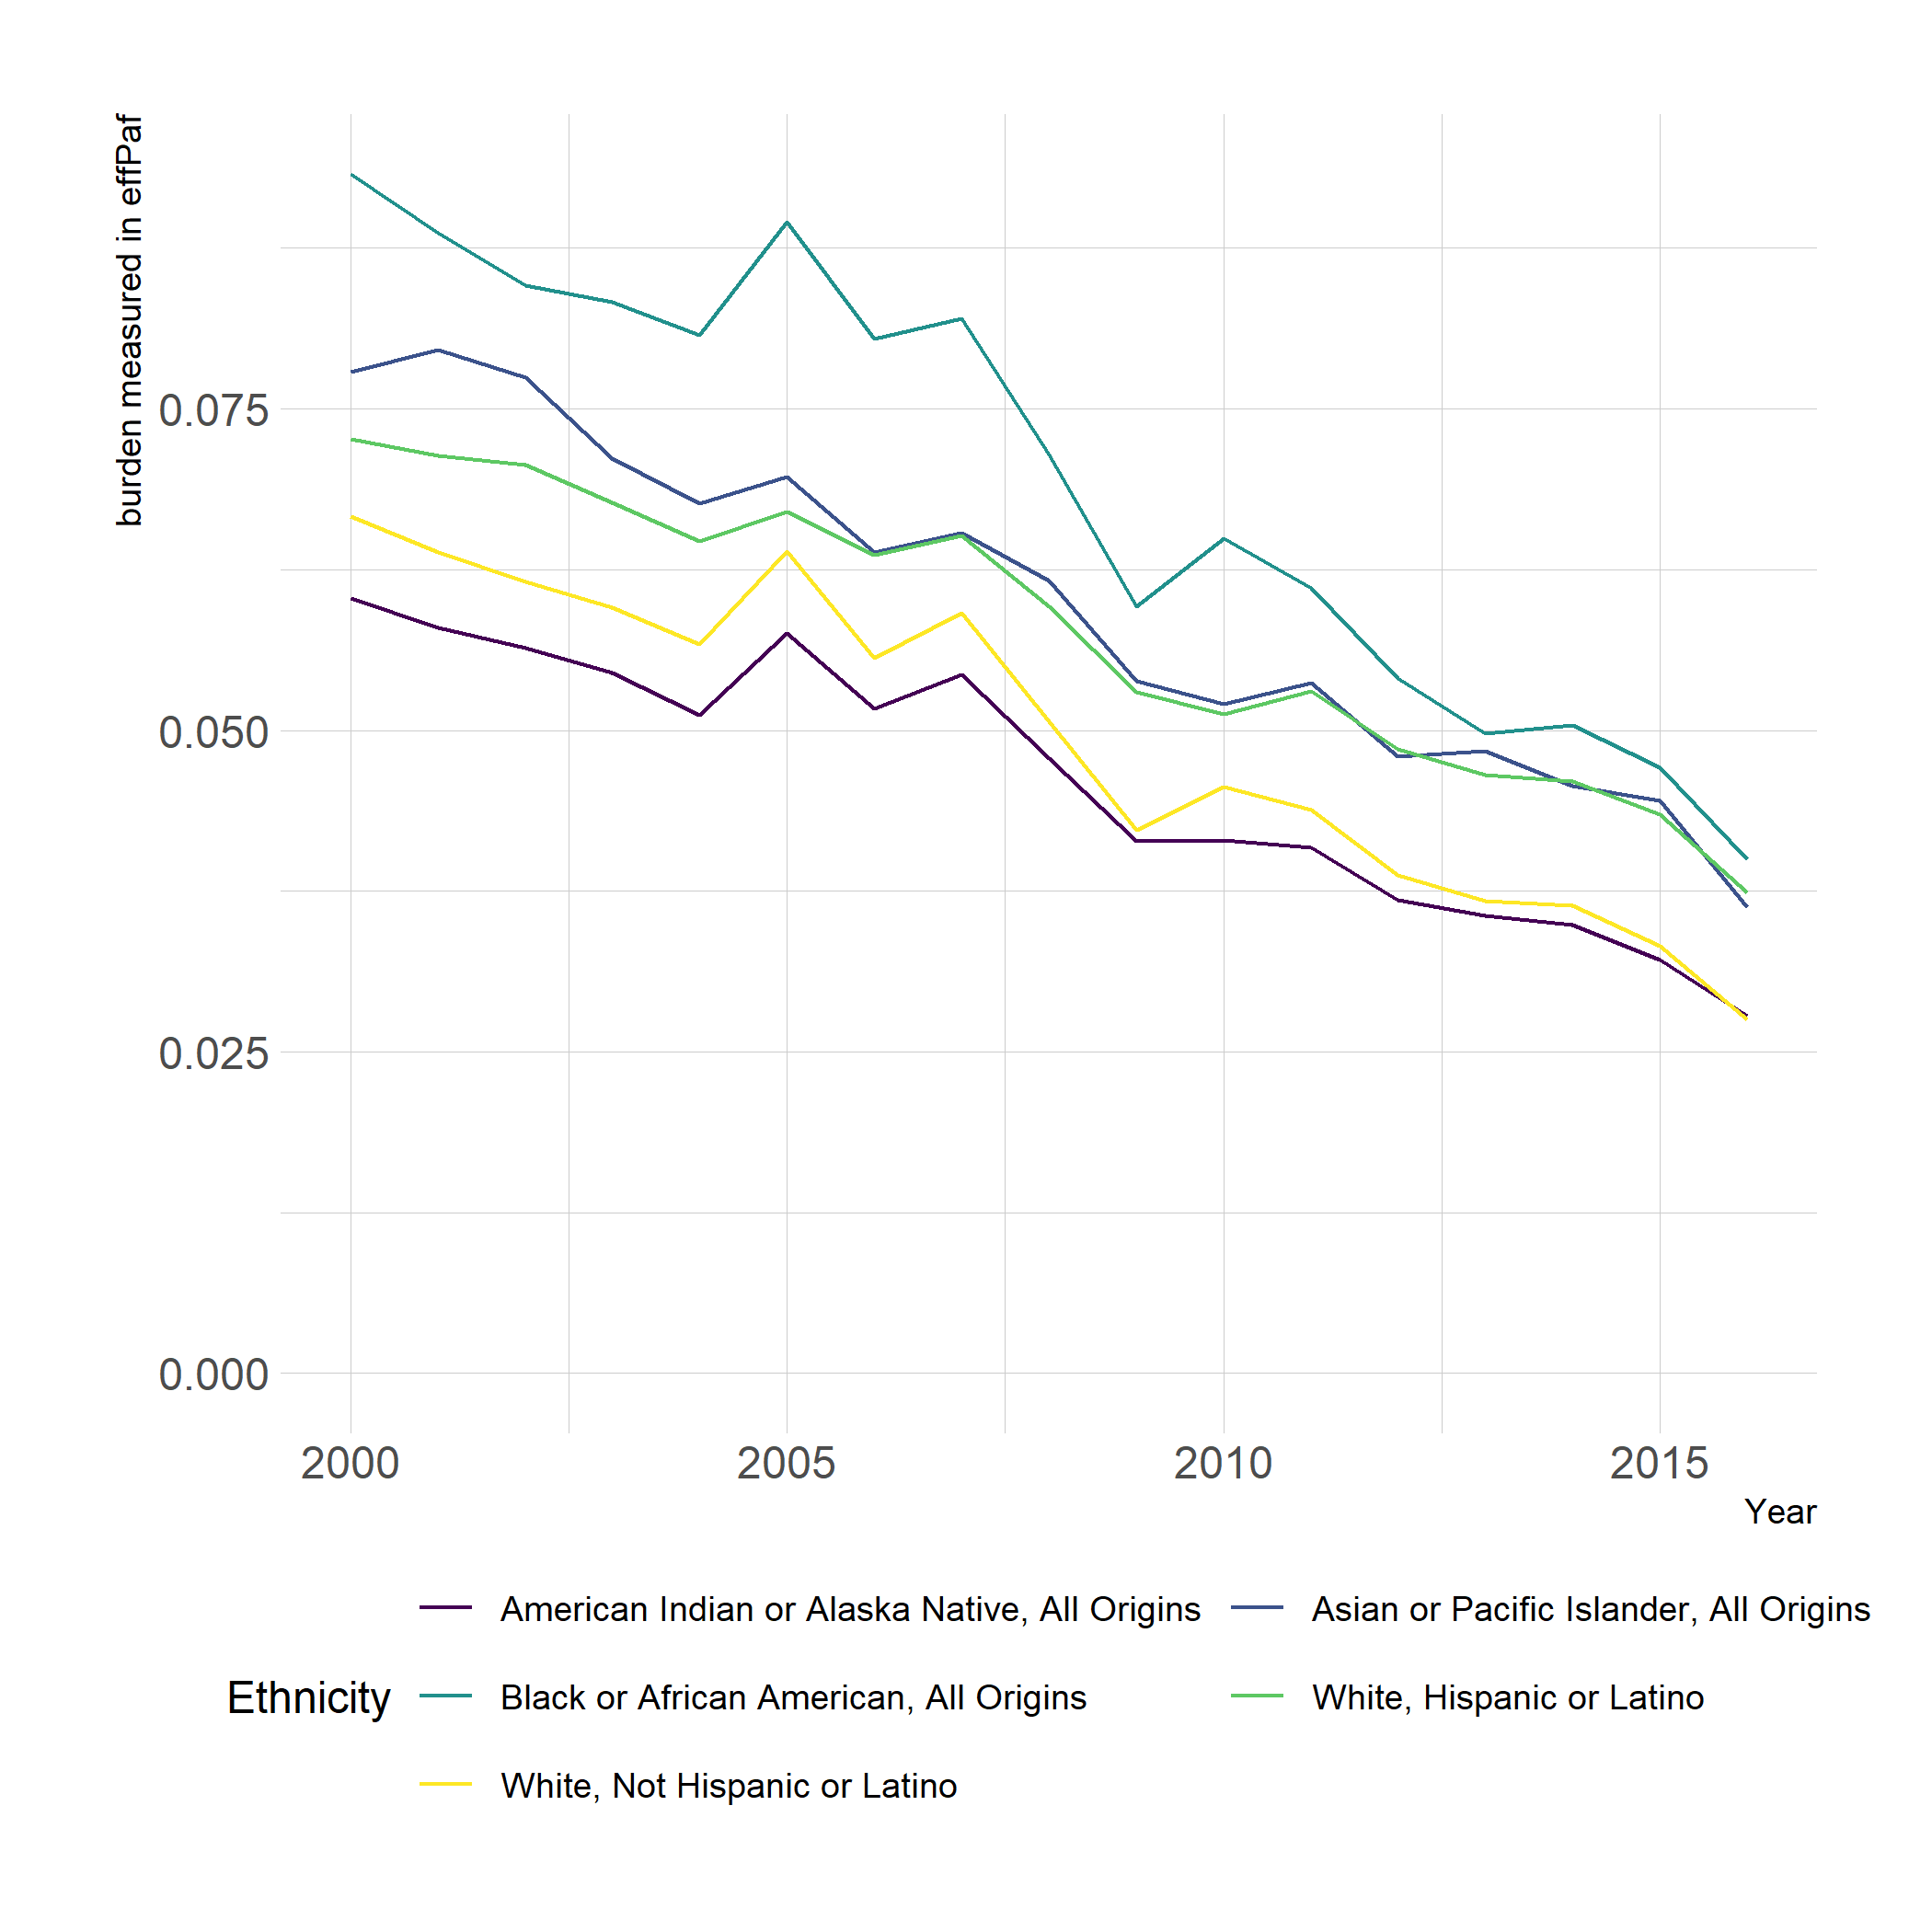 burden measured in effPaf
0.075
0.050
0.025
0.000
2000 2005 2010 2015
Year
Ethnicity
American Indian or Alaska Native, All Origins
Asian or Pacific Islander, All Origins
Black or African American, All Origins
White, Hispanic or Latino
White, Not Hispanic or Latino